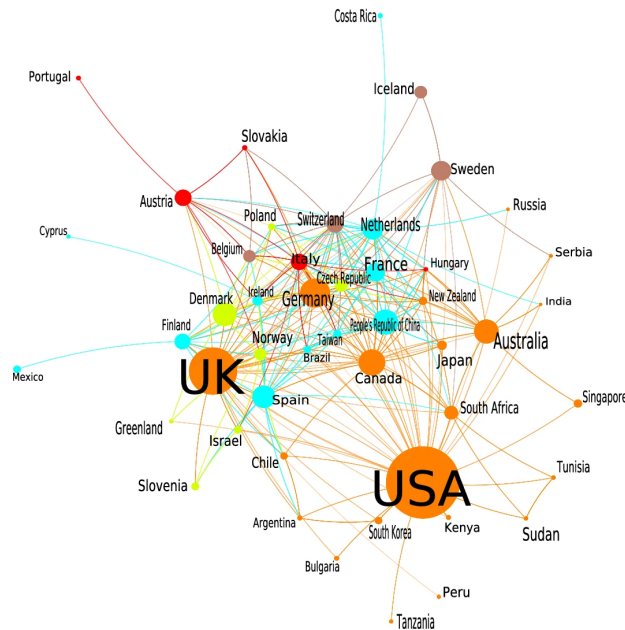 Costa Rica
Portugal
Iceland
Slovakia
Sweden
Austria
Poland
Switzerland
Netherlands
Russia
Cyprus
Belgium
Italy
France
Hungary
Serbia
Czech Republic
Ireland
Germany
New Zealand
India
Denmark
Finland
People's Republic of China
Norway
Taiwan
Australia
Brazil
Japan
UK
Canada
Mexico
Spain
South Africa
Singapore
Greenland
Israel
Chile
Tunisia
Slovenia
USA
Argentina
South Korea
Kenya
Sudan
Bulgaria
Peru
Tanzania